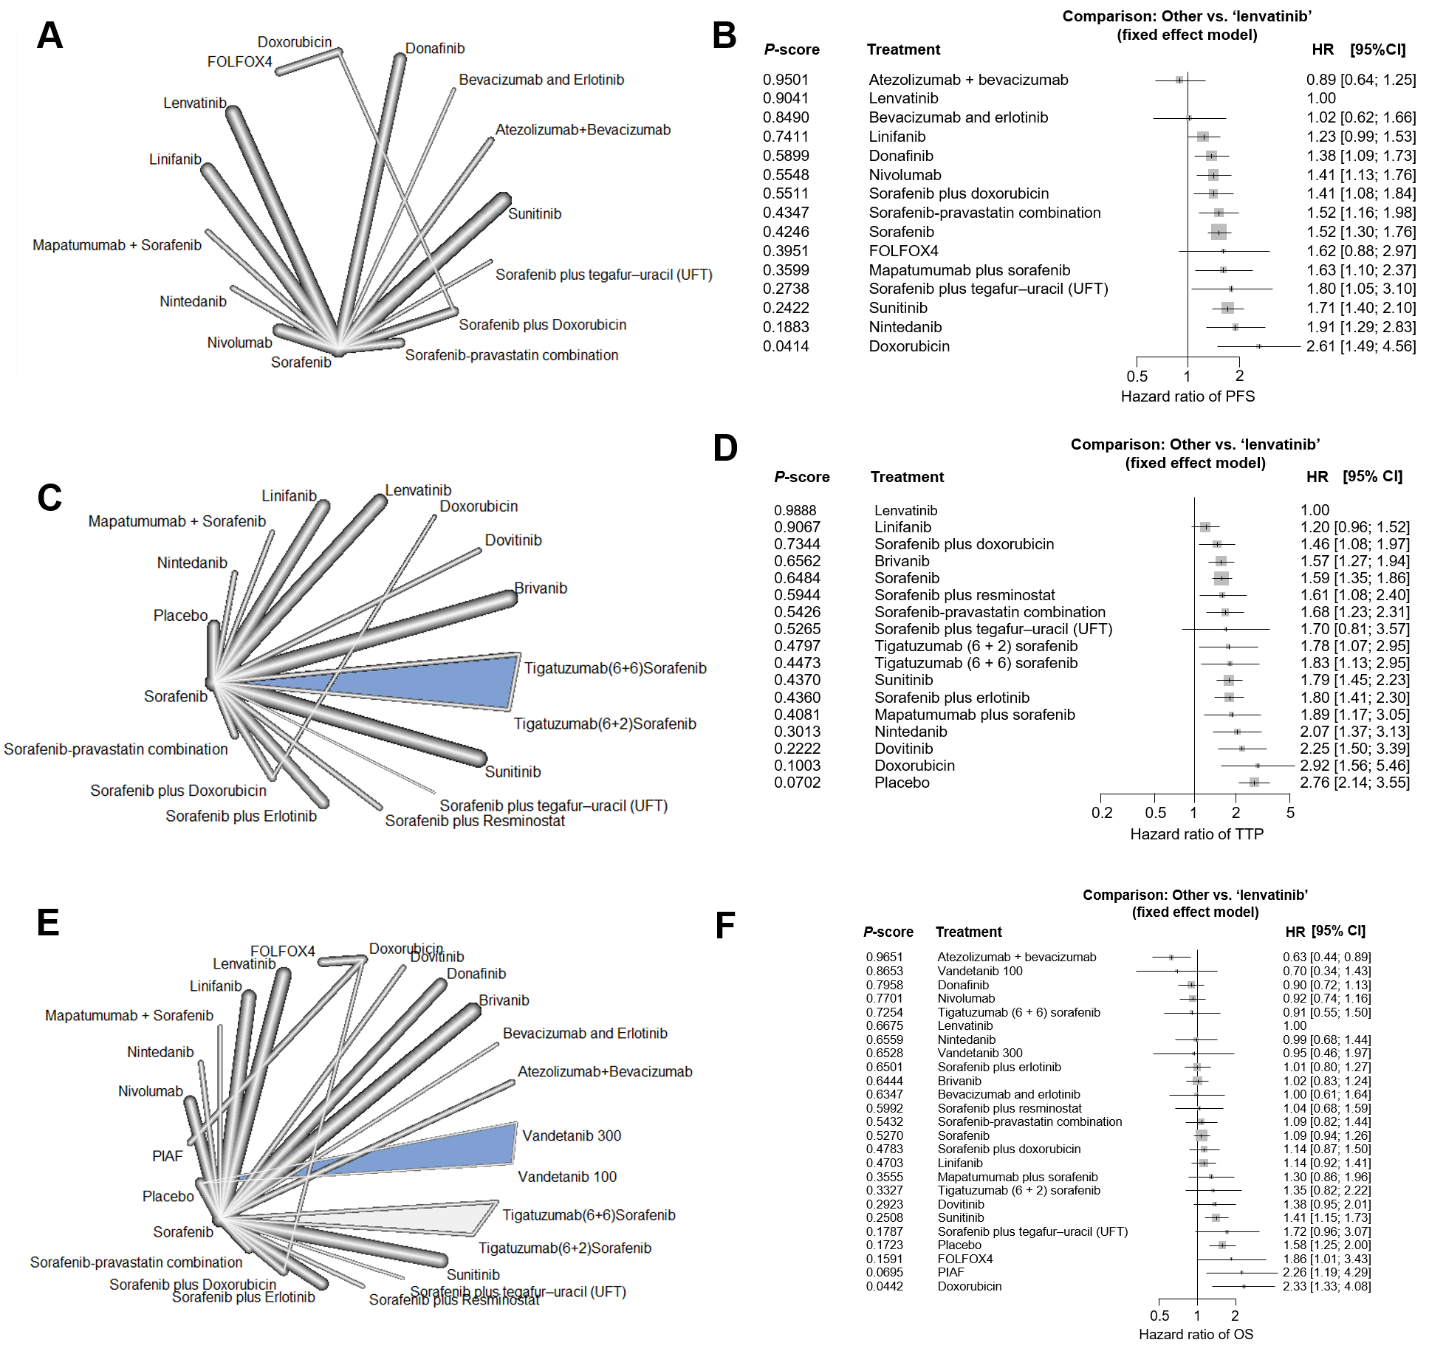 A
Doxorubicin
FOLFOX4
Donafinib
Bevacizumab and Erlotinib
Lenvatinib
Atezolizumab+Bevacizumab
Linifanib
Sunitinib
Mapatumumab + Sorafenib
Sorafenib plus tegafur–uracil (UFT)
Nintedanib
Sorafenib plus Doxorubicin
Nivolumab
Sorafenib-pravastatin combination
Sorafenib
B
Comparison: Other vs. ‘lenvatinib’
(fixed effect model)
P-score Treatment HR [95%CI]
0.9501 Atezolizumab + bevacizumab 0.89 [0.64; 1.25]
0.9041 Lenvatinib 1.00
0.8490 Bevacizumab and erlotinib 1.02 [0.62; 1.66]
0.7411 Linifanib 1.23 [0.99; 1.53]
0.5899 Donafinib 1.38 [1.09; 1.73]
0.5548 Nivolumab 1.41 [1.13; 1.76]
0.5511 Sorafenib plus doxorubicin 1.41 [1.08; 1.84]
0.4347 Sorafenib-pravastatin combination 1.52 [1.16; 1.98]
0.4246 Sorafenib 1.52 [1.30; 1.76]
0.3951 FOLFOX4 1.62 [0.88; 2.97]
0.3599 Mapatumumab plus sorafenib 1.63 [1.10; 2.37]
0.2738 Sorafenib plus tegafur–uracil (UFT) 1.80 [1.05; 3.10]
0.2422 Sunitinib 1.71 [1.40; 2.10]
0.1883 Nintedanib 1.91 [1.29; 2.83]
0.0414 Doxorubicin 2.61 [1.49; 4.56]
0.5 1 2
Hazard ratio of PFS
C
Linifanib
Lenvatinib
Doxorubicin
Mapatumumab + Sorafenib
Dovitinib
Nintedanib
Brivanib
Placebo
Tigatuzumab(6+6)Sorafenib
Sorafenib
Tigatuzumab(6+2)Sorafenib
Sorafenib-pravastatin combination
Sunitinib
Sorafenib plus Doxorubicin
Sorafenib plus tegafur–uracil (UFT)
Sorafenib plus Erlotinib
Sorafenib plus Resminostat
D
Comparison: Other vs. ‘lenvatinib’
(fixed effect model)
P-score Treatment HR [95% CI]
0.9888 Lenvatinib 1.00
0.9067 Linifanib 1.20 [0.96; 1.52]
0.7344 Sorafenib plus doxorubicin 1.46 [1.08; 1.97]
0.6562 Brivanib 1.57 [1.27; 1.94]
0.6484 Sorafenib 1.59 [1.35; 1.86]
0.5944 Sorafenib plus resminostat 1.61 [1.08; 2.40]
0.5426 Sorafenib-pravastatin combination 1.68 [1.23; 2.31]
0.5265 Sorafenib plus tegafur–uracil (UFT) 1.70 [0.81; 3.57]
0.4797 Tigatuzumab (6 + 2) sorafenib 1.78 [1.07; 2.95]
0.4473 Tigatuzumab (6 + 6) sorafenib 1.83 [1.13; 2.95]
0.4370 Sunitinib 1.79 [1.45; 2.23]
0.4360 Sorafenib plus erlotinib 1.80 [1.41; 2.30]
0.4081 Mapatumumab plus sorafenib 1.89 [1.17; 3.05]
0.3013 Nintedanib 2.07 [1.37; 3.13]
0.2222 Dovitinib 2.25 [1.50; 3.39]
0.1003 Doxorubicin 2.92 [1.56; 5.46]
0.0702 Placebo 2.76 [2.14; 3.55]
0.2 0.5 1 2 5
Hazard ratio of TTP
E
FOLFOX4
Doxorubicin
Dovitinib
Lenvatinib
Donafinib
Linifanib
Brivanib
Mapatumumab + Sorafenib
Bevacizumab and Erlotinib
Nintedanib
Atezolizumab+Bevacizumab
Nivolumab
Vandetanib 300
PIAF
Vandetanib 100
Placebo
Tigatuzumab(6+6)Sorafenib
Sorafenib
Tigatuzumab(6+2)Sorafenib
Sorafenib-pravastatin combination
Sunitinib
Sorafenib plus Doxorubicin
Sorafenib plus tegafur–uracil (UFT)
Sorafenib plus Erlotinib
Sorafenib plus Resminostat
F
Comparison: Other vs. ‘lenvatinib’
(fixed effect model)
P-score Treatment HR [95% CI]
0.9651 Atezolizumab + bevacizumab 0.63 [0.44; 0.89]
0.8653 Vandetanib 100 0.70 [0.34; 1.43]
0.7958 Donafinib 0.90 [0.72; 1.13]
0.7701 Nivolumab 0.92 [0.74; 1.16]
0.7254 Tigatuzumab (6 + 6) sorafenib 0.91 [0.55; 1.50]
0.6675 Lenvatinib 1.00
0.6559 Nintedanib 0.99 [0.68; 1.44]
0.6528 Vandetanib 300 0.95 [0.46; 1.97]
0.6501 Sorafenib plus erlotinib 1.01 [0.80; 1.27]
0.6444 Brivanib 1.02 [0.83; 1.24]
0.6347 Bevacizumab and erlotinib 1.00 [0.61; 1.64]
0.5992 Sorafenib plus resminostat 1.04 [0.68; 1.59]
0.5432 Sorafenib-pravastatin combination 1.09 [0.82; 1.44]
0.5270 Sorafenib 1.09 [0.94; 1.26]
0.4783 Sorafenib plus doxorubicin 1.14 [0.87; 1.50]
0.4703 Linifanib 1.14 [0.92; 1.41]
0.3555 Mapatumumab plus sorafenib 1.30 [0.86; 1.96]
0.3327 Tigatuzumab (6 + 2) sorafenib 1.35 [0.82; 2.22]
0.2923 Dovitinib 1.38 [0.95; 2.01]
0.2508 Sunitinib 1.41 [1.15; 1.73]
0.1787 Sorafenib plus tegafur–uracil (UFT) 1.72 [0.96; 3.07]
0.1723 Placebo 1.58 [1.25; 2.00]
0.1591 FOLFOX4 1.86 [1.01; 3.43]
0.0695 PIAF 2.26 [1.19; 4.29]
0.0442 Doxorubicin 2.33 [1.33; 4.08]
0.5 1 2
Hazard ratio of OS